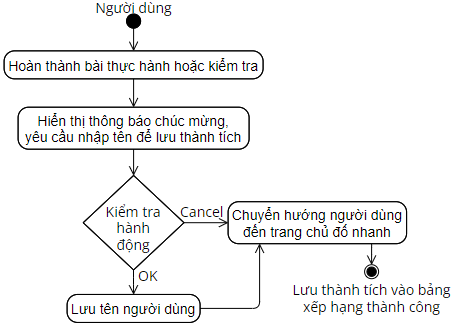 Người dùng
Hoàn thành bài thực hành hoặc kiểm tra
Hiển thị thông báo chúc mừng,
yêu cầu nhập tên để lưu thành tích
Kiểm tra
hành
động
Cancel
Chuyển hướng người dùng
đến trang chủ đố nhanh
OK
Lưu tên người dùng
Lưu thành tích vào bảng
xếp hạng thành công